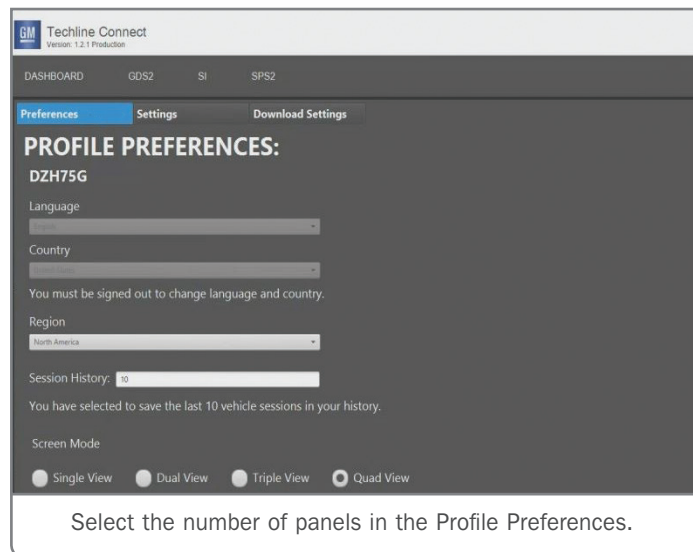 GM
Techline Connect
Version: 1.2.1 Production
DASHBOARD GDS2 SI SPS2
Preferences Settings Download Settings
PROFILE PREFERENCES:
DZH75G
Language
English
Country
United States
You must be signed out to change language and country.
Region
North America
Session History: 10
You have selected to save the last 10 vehicle sessions in your history.
Screen Mode
Single View Dual View Triple View Quad View
Select the number of panels in the Profile Preferences.